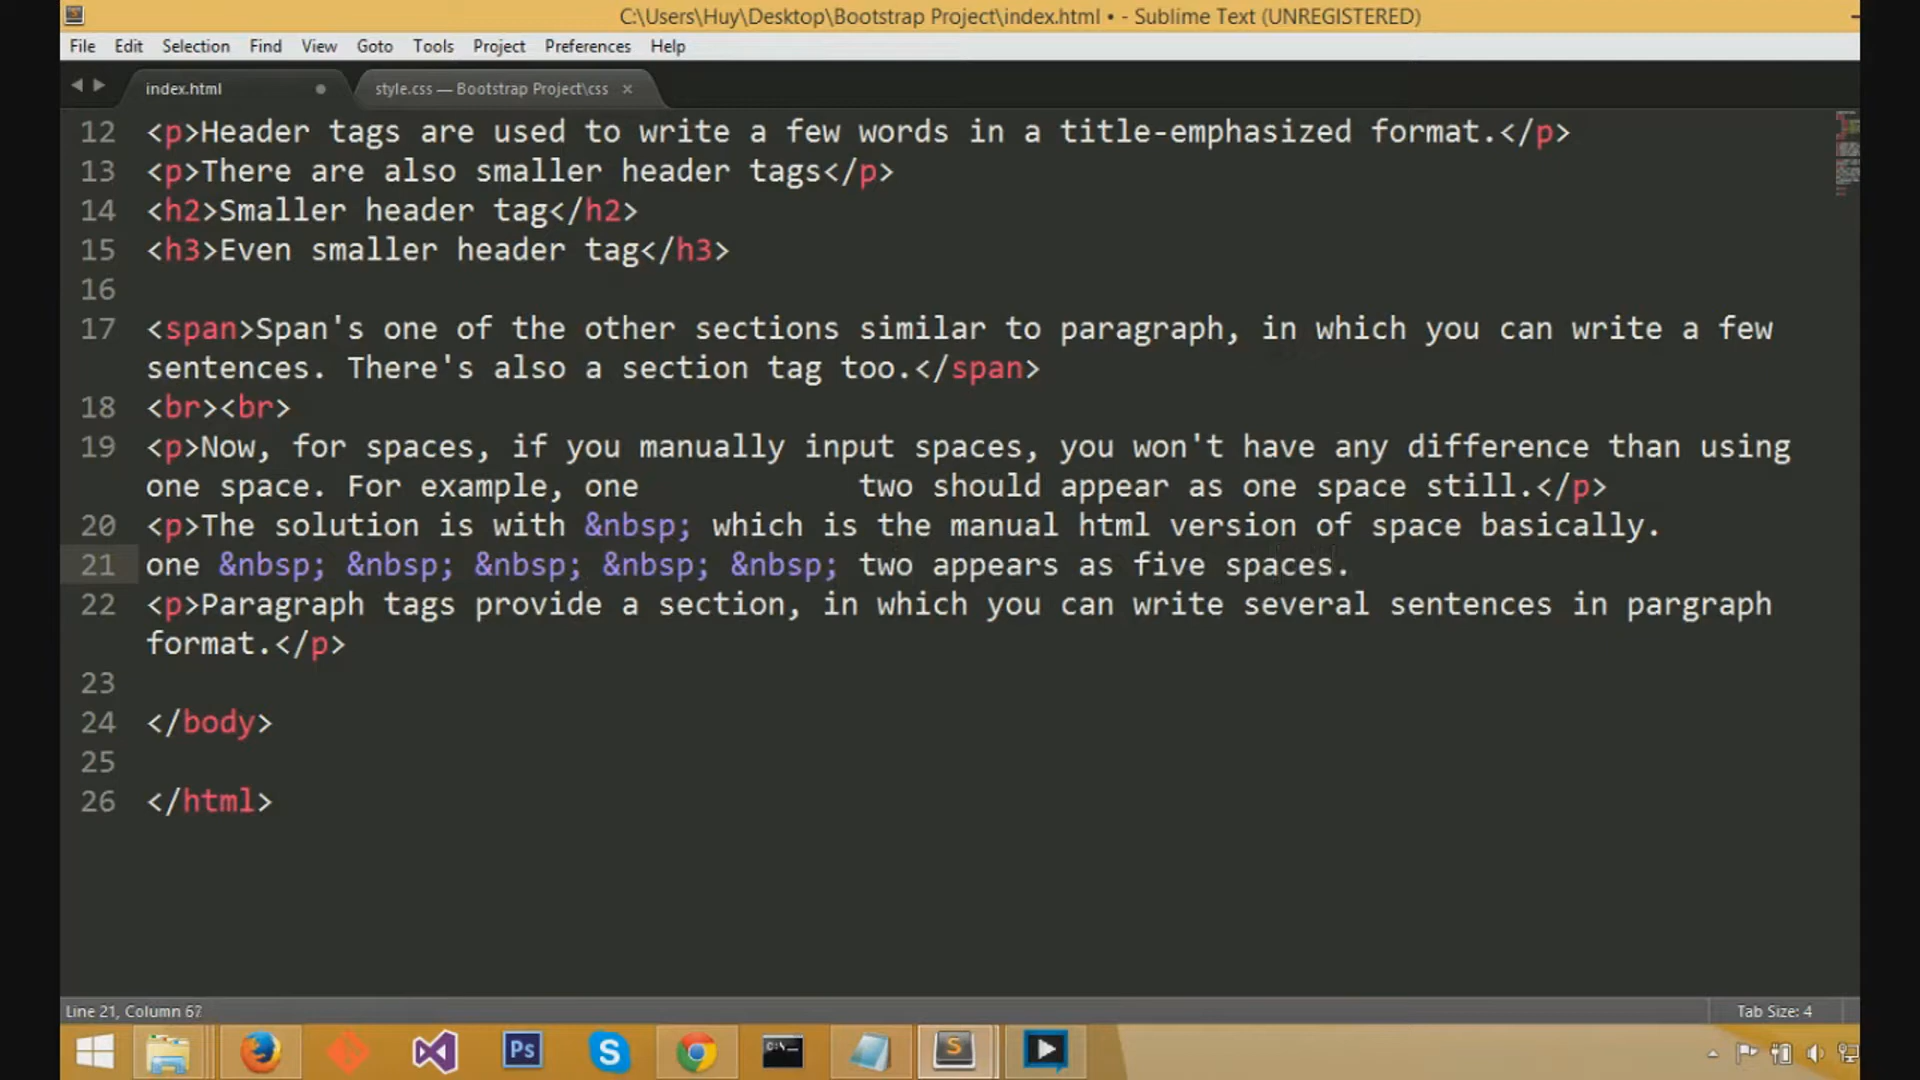 C:\Users\Huy\Desktop\Bootstrap Project\index.html • - Sublime Text (UNREGISTERED)
File Edit Selection Find View Goto Tools Project Preferences Help
index.html style.css — Bootstrap Project\css ×
12 <p>Header tags are used to write a few words in a title-emphasized format.</p>
13 <p>There are also smaller header tags</p>
14 <h2>Smaller header tag</h2>
15 <h3>Even smaller header tag</h3>
16
17 <span>Span's one of the other sections similar to paragraph, in which you can write a few
sentences. There's also a section tag too.</span>
18 <br><br>
19 <p>Now, for spaces, if you manually input spaces, you won't have any difference than using
one space. For example, one            two should appear as one space still.</p>
20 <p>The solution is with &nbsp; which is the manual html version of space basically.
21 one &nbsp; &nbsp; &nbsp; &nbsp; &nbsp; two appears as five spaces.
22 <p>Paragraph tags provide a section, in which you can write several sentences in pargraph
format.</p>
23
24 </body>
25
26 </html>
Line 21, Column 67 Tab Size: 4
Ps S C:\. S